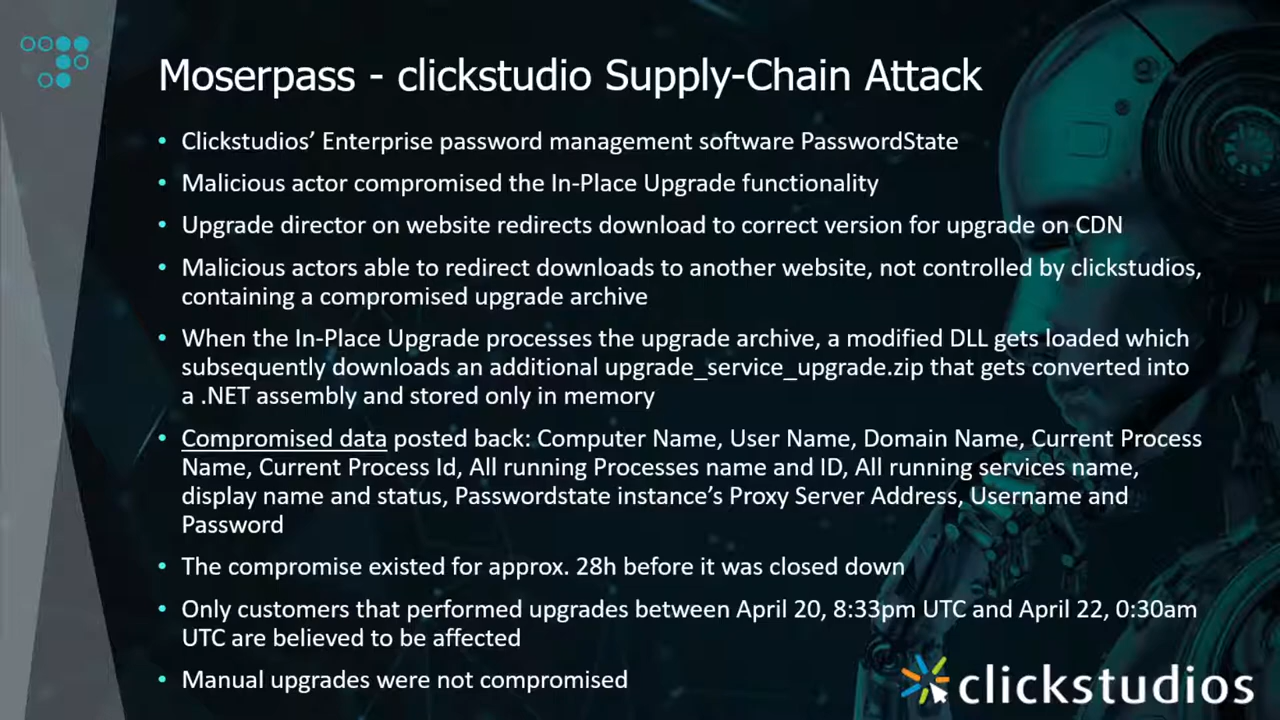 Moserpass - clickstudio Supply-Chain Attack
• Clickstudios’ Enterprise password management software PasswordState
• Malicious actor compromised the In-Place Upgrade functionality
• Upgrade director on website redirects download to correct version for upgrade on CDN
• Malicious actors able to redirect downloads to another website, not controlled by clickstudios,
containing a compromised upgrade archive
• When the In-Place Upgrade processes the upgrade archive, a modified DLL gets loaded which
subsequently downloads an additional upgrade_service_upgrade.zip that gets converted into
a .NET assembly and stored only in memory
• Compromised data posted back: Computer Name, User Name, Domain Name, Current Process
Name, Current Process Id, All running Processes name and ID, All running services name,
display name and status, Passwordstate instance’s Proxy Server Address, Username and
Password
• The compromise existed for approx. 28h before it was closed down
• Only customers that performed upgrades between April 20, 8:33pm UTC and April 22, 0:30am
UTC are believed to be affected
• Manual upgrades were not compromised
clickstudios